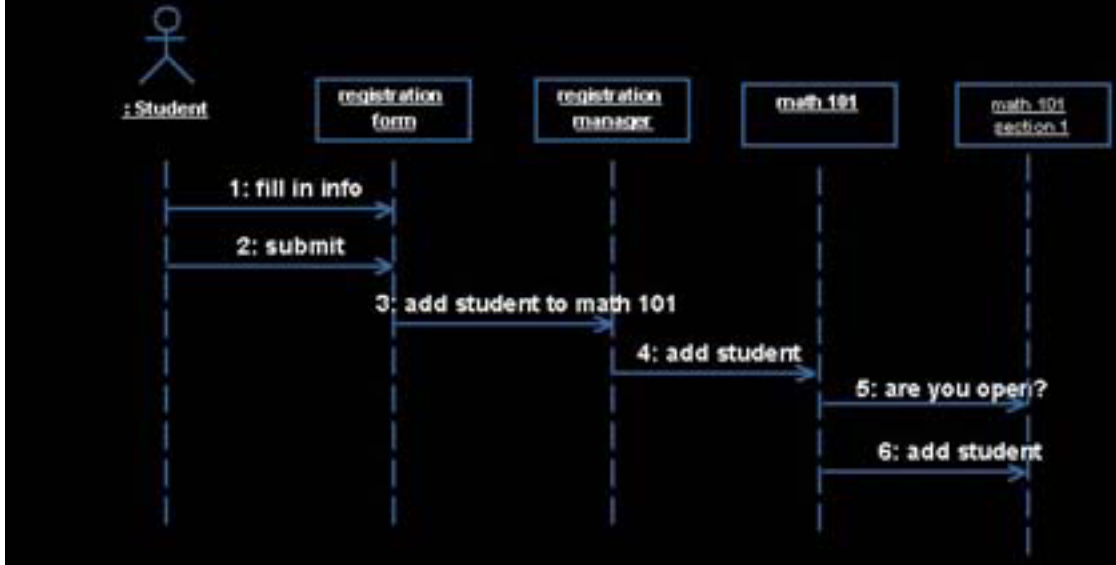 : Student
registration
form
registration
manager
math 101
math 101
section 1
1: fill in info
2: submit
3: add student to math 101
4: add student
5: are you open?
6: add student